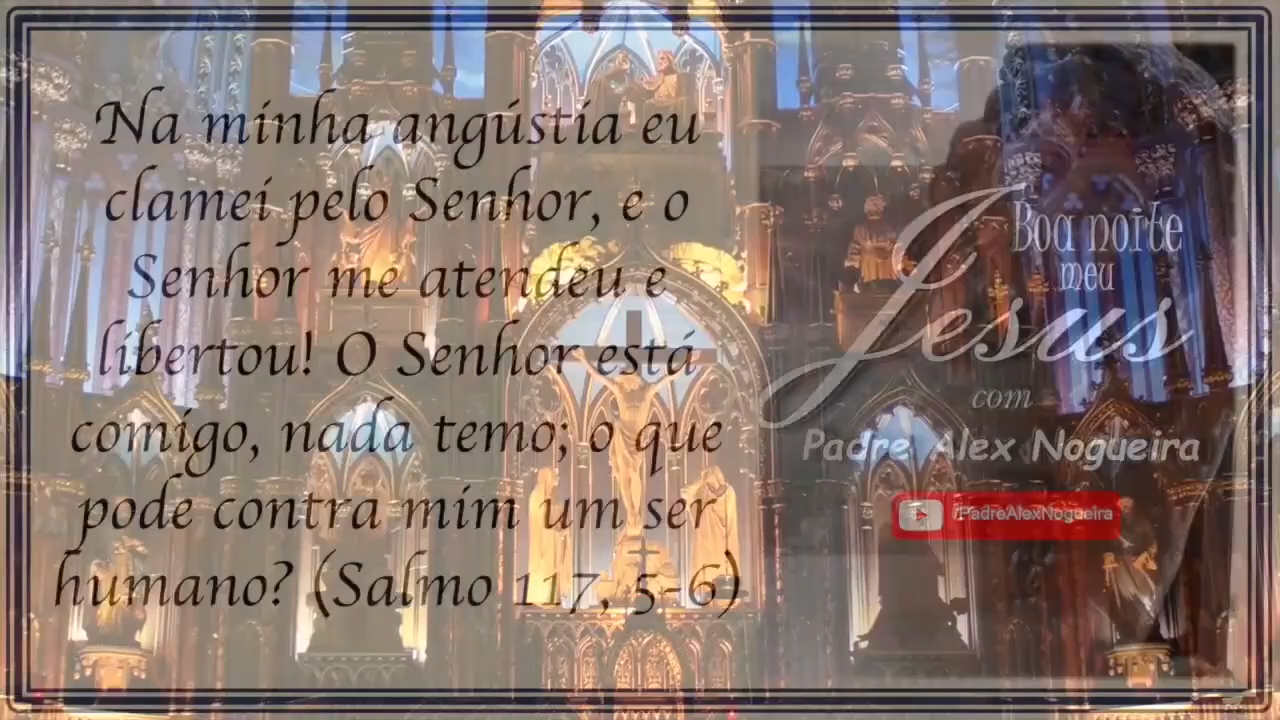 Na minha angústia eu
clamei pelo Senhor, e o
Senhor me atendeu e
libertou! O Senhor está
comigo, nada temo; o que
pode contra mim um ser
humano? (Salmo 117, 5-6)
Boa noite
meu
Jesus
com
Padre Alex Nogueira
/PadreAlexNogueira